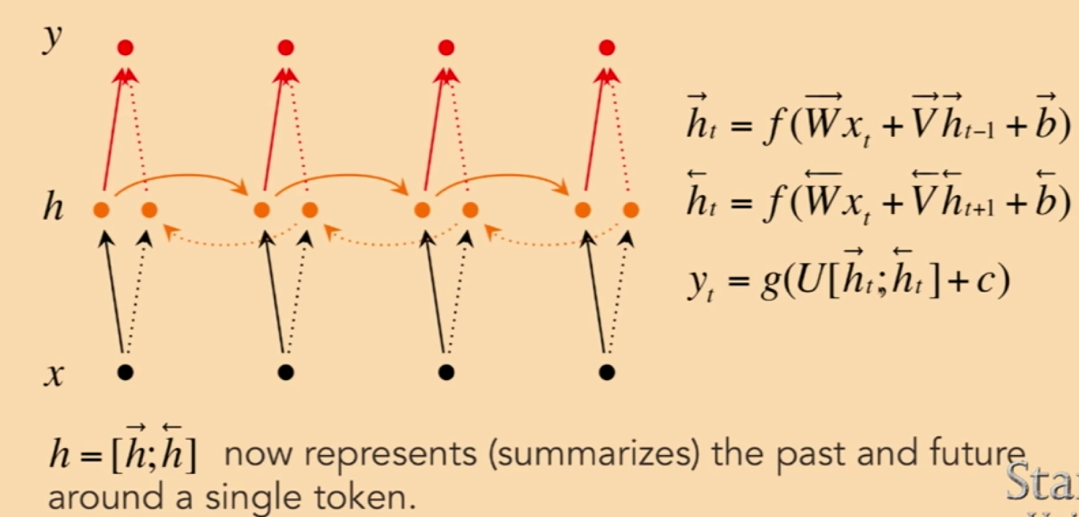 y
h
x
h⃗ₜ = f(W⃗xₜ + V⃗h⃗ₜ₋₁ + b⃗)
h⃖ₜ = f(W⃖xₜ + V⃖h⃖ₜ₊₁ + b⃖)
yₜ = g(U[h⃗ₜ;h⃖ₜ] + c)
h = [h⃗;h⃖] now represents (summarizes) the past and future
around a single token.